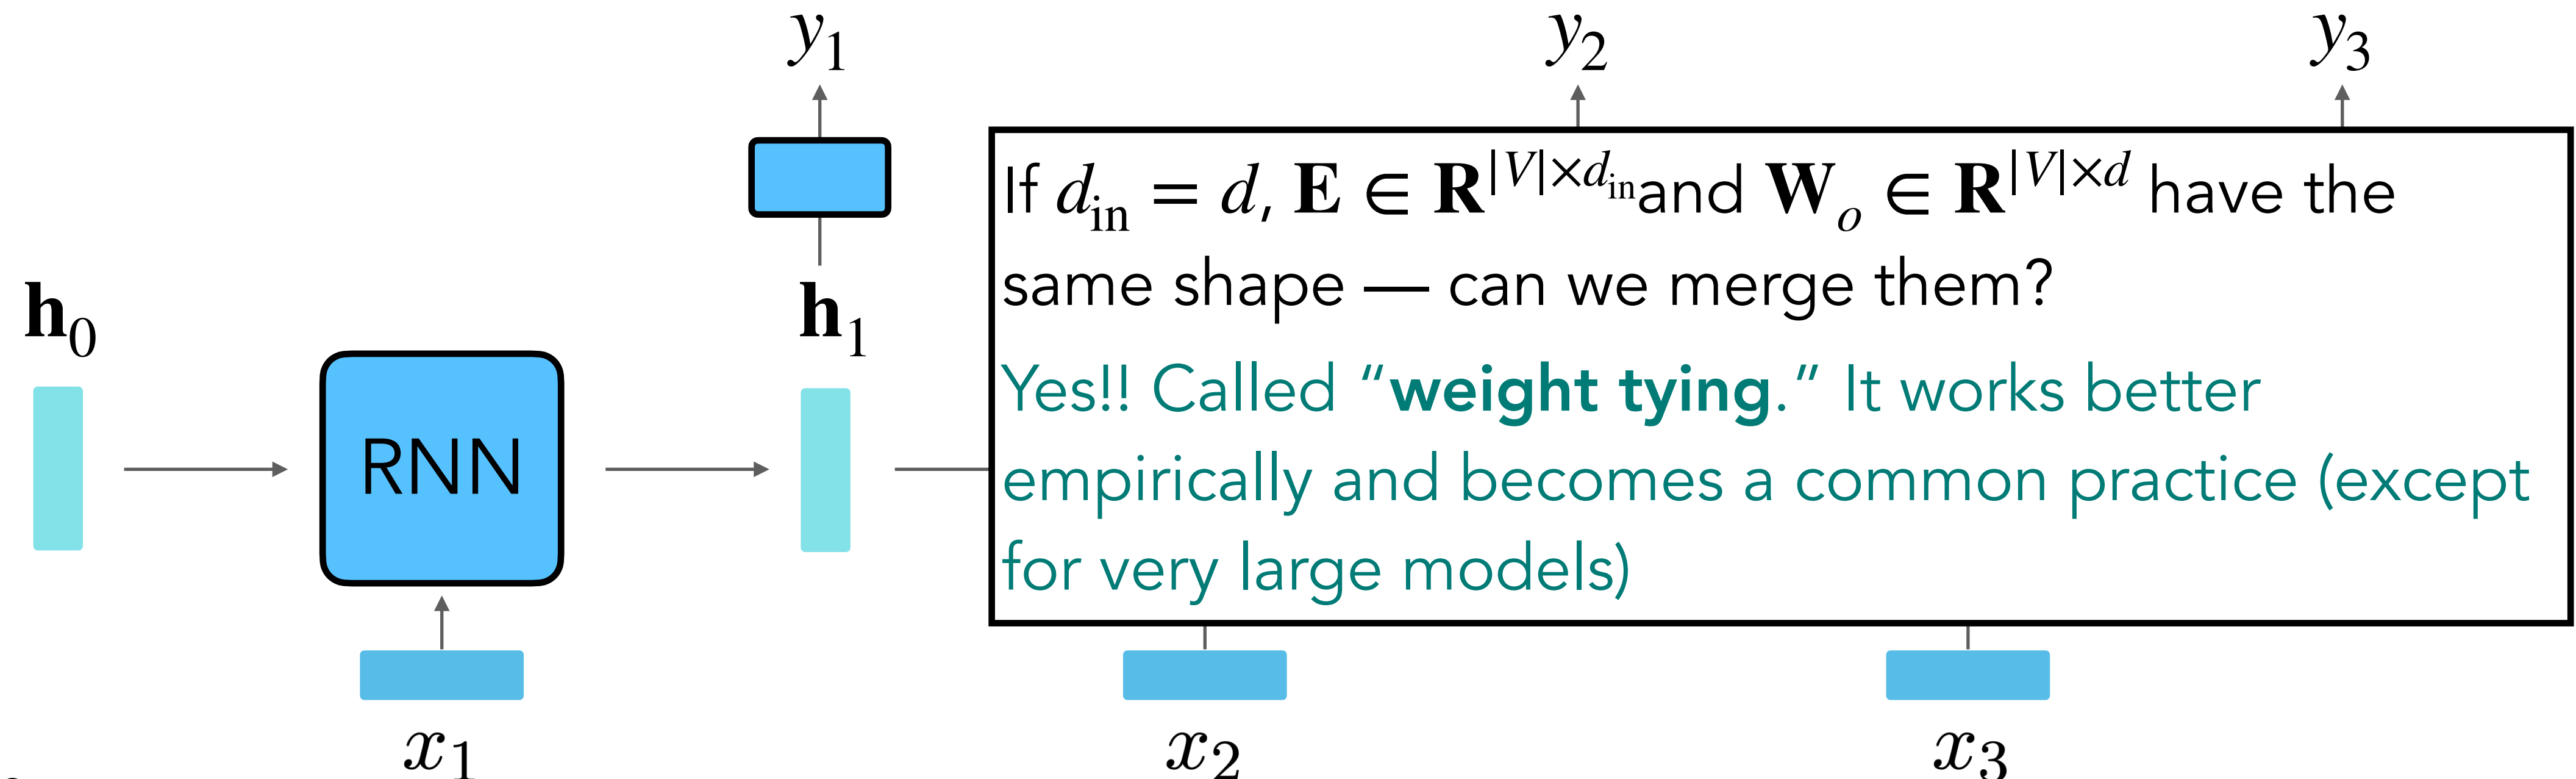 y₁ y₂ y₃
If d_in = d, E ∈ R^{|V|×d_in} and W_o ∈ R^{|V|×d} have the
same shape — can we merge them?
h₀ h₁
Yes!! Called “weight tying.” It works better
RNN
empirically and becomes a common practice (except
for very large models)
x₁ x₂ x₃